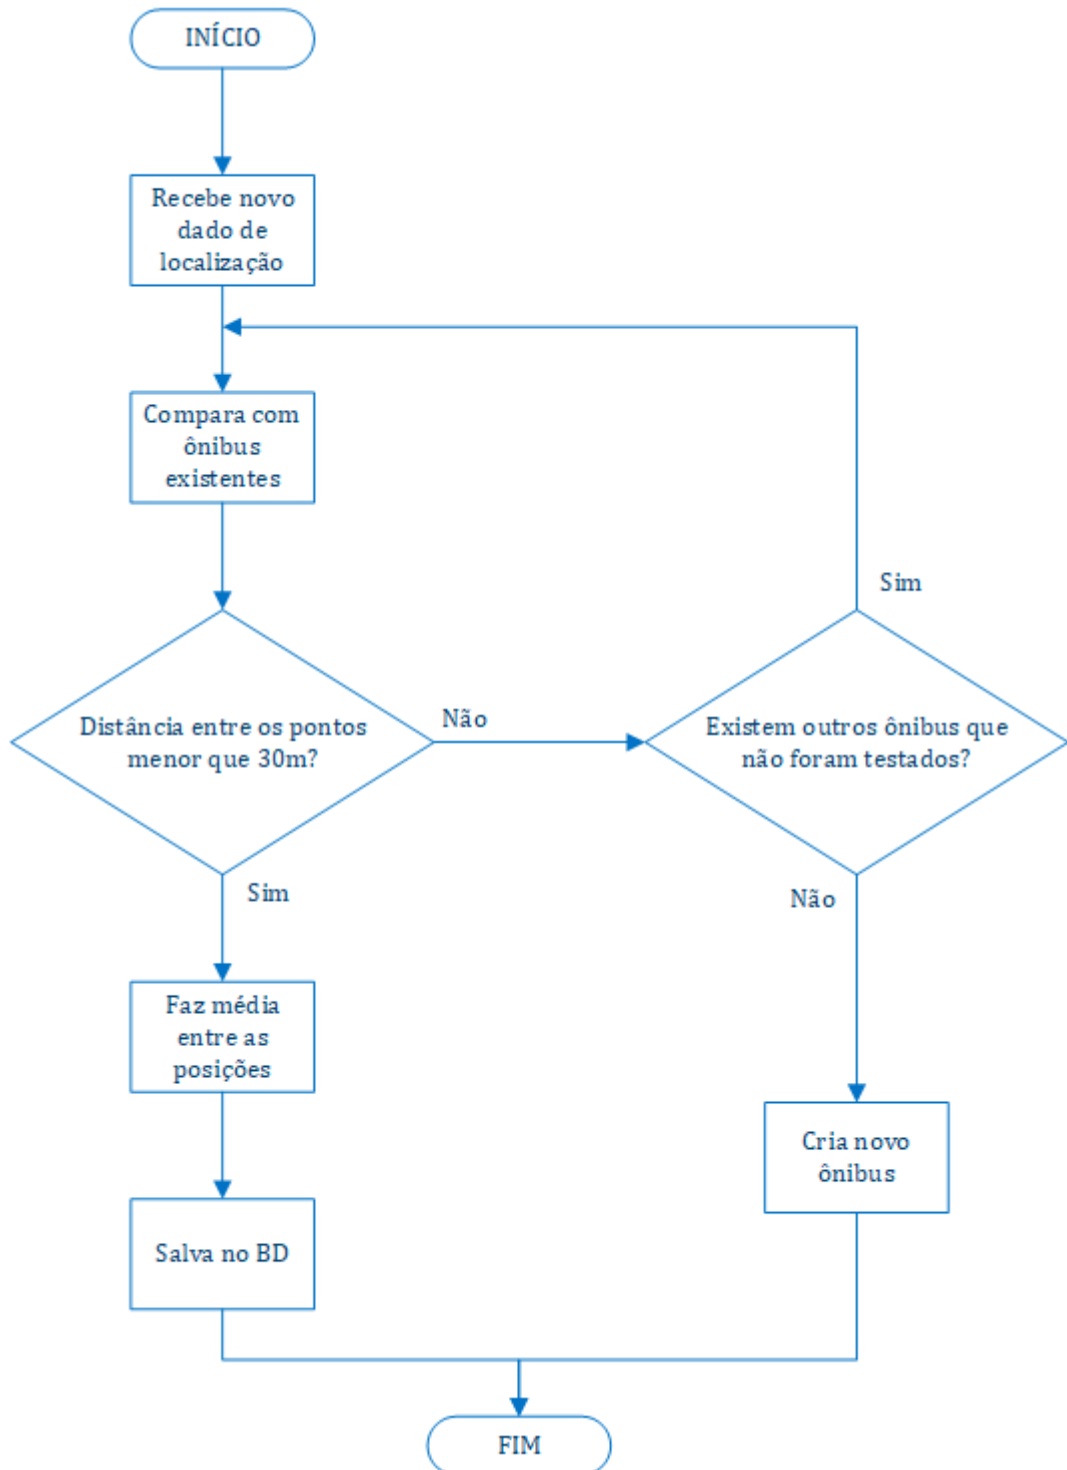 INÍCIO
Recebe novo
dado de
localização
Compara com
ônibus
existentes
Sim
Distância entre os pontos
menor que 30m?
Não
Existem outros ônibus que
não foram testados?
Sim
Não
Faz média
entre as
posições
Cria novo
ônibus
Salva no BD
FIM